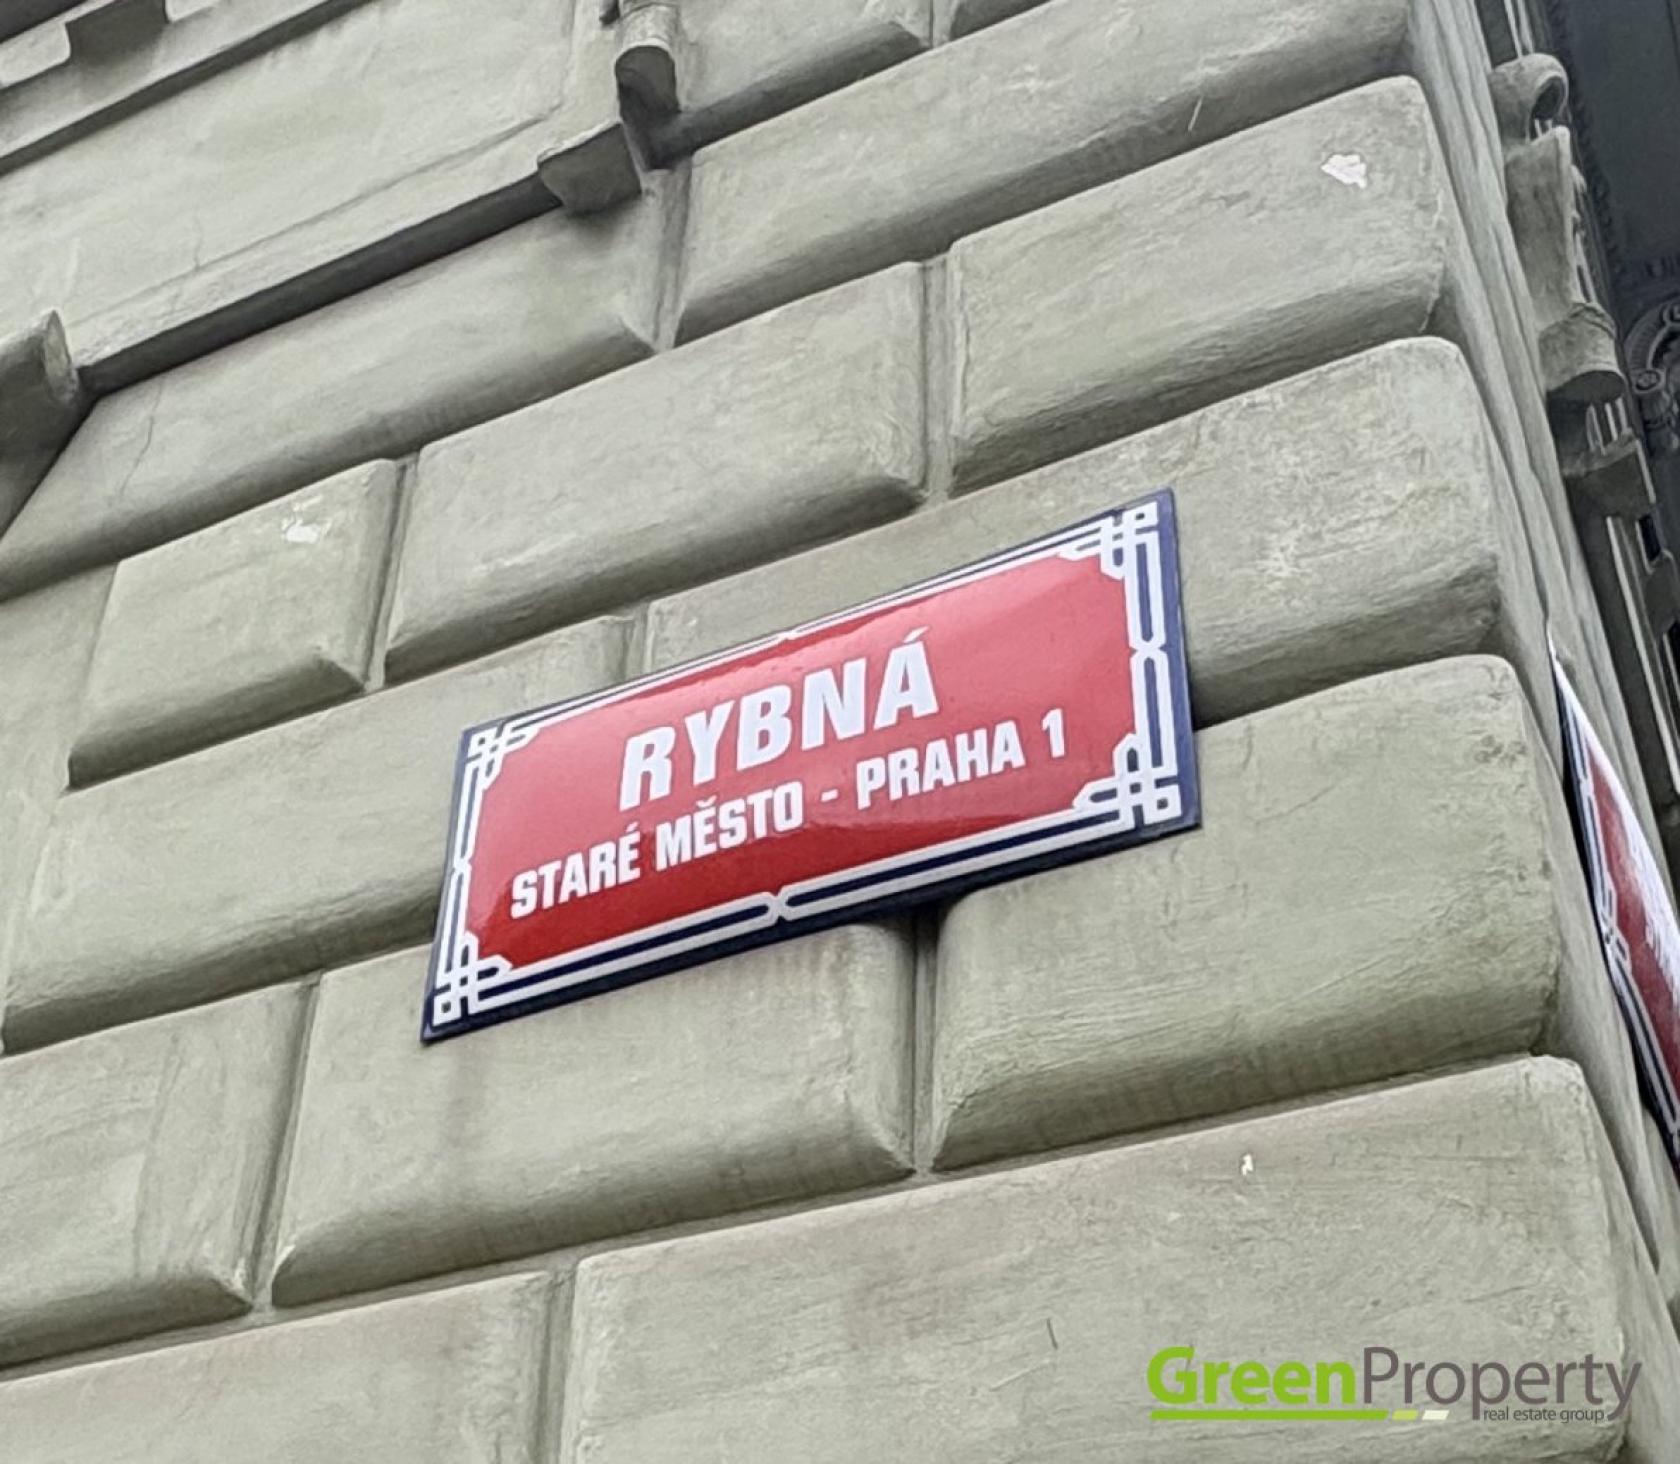 RYBNÁ
STARÉ MĚSTO - PRAHA 1
GreenProperty
real estate group